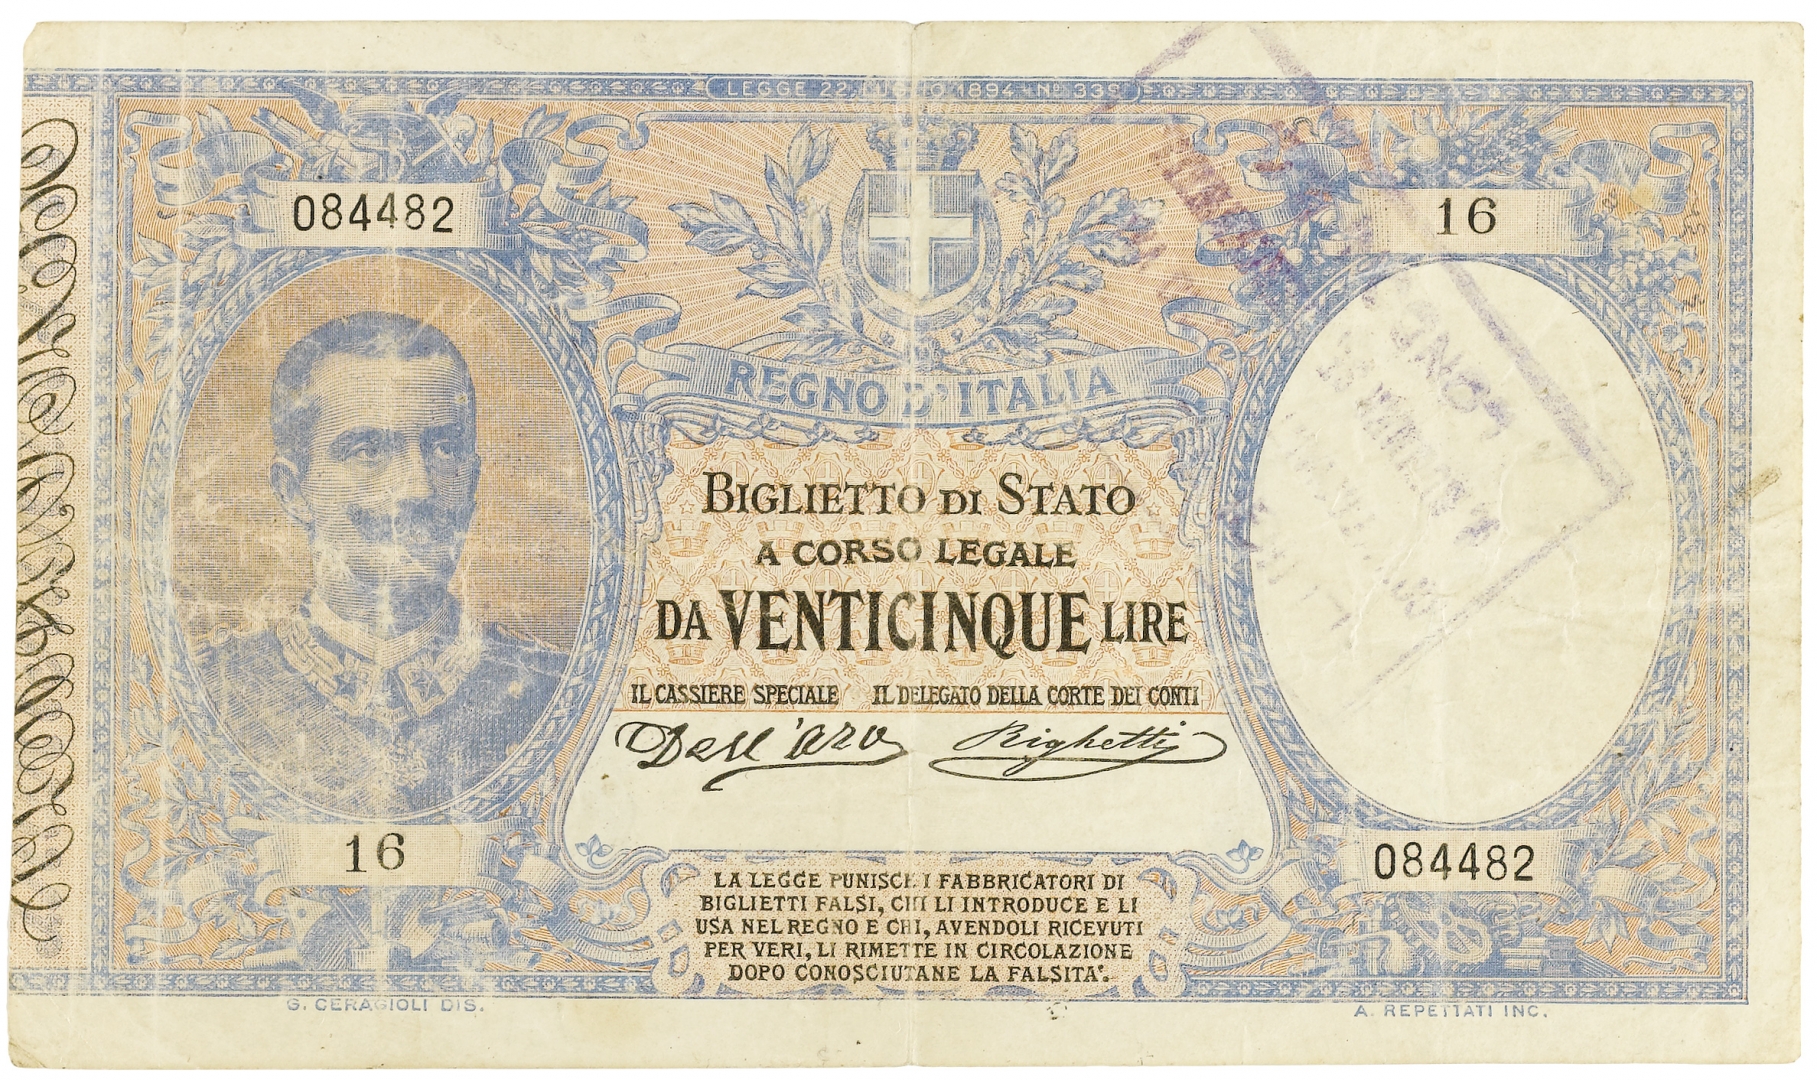 LEGGE 22 LUGLIO 1894 Nº 339
084482
16
F E R T
REGNO D'ITALIA
BIGLIETTO DI STATO
A CORSO LEGALE
DA VENTICINQUE LIRE
IL CASSIERE SPECIALE IL DELEGATO DELLA CORTE DEI CONTI
Dell'Ara Righetti
16
084482
LA LEGGE PUNISCE I FABBRICATORI DI
BIGLIETTI FALSI, CHI LI INTRODUCE E LI
USA NEL REGNO E CHI, AVENDOLI RICEVUTI
PER VERI, LI RIMETTE IN CIRCOLAZIONE
DOPO CONOSCIUTANE LA FALSITA'.
G. CERAGIOLI DIS.
A. REPETTATI INC.